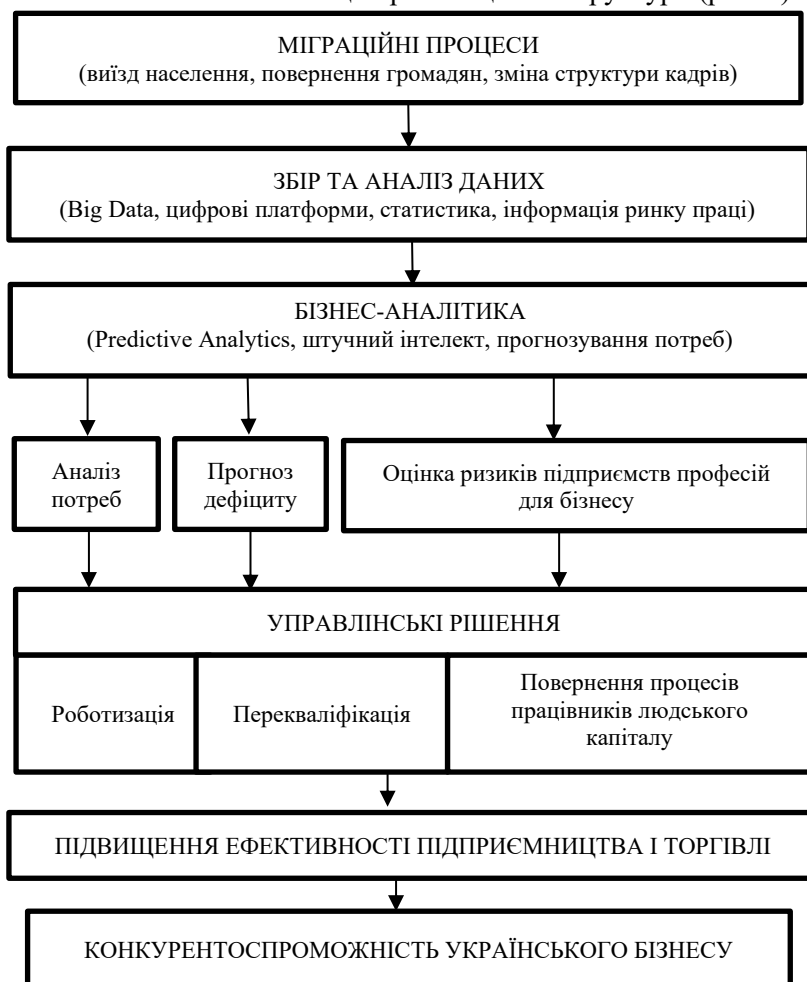 МІГРАЦІЙНІ ПРОЦЕСИ
(виїзд населення, повернення громадян, зміна структури кадрів)
ЗБІР ТА АНАЛІЗ ДАНИХ
(Big Data, цифрові платформи, статистика, інформація ринку праці)
БІЗНЕС-АНАЛІТИКА
(Predictive Analytics, штучний інтелект, прогнозування потреб)
Аналіз
потреб
Прогноз
дефіциту
Оцінка ризиків підприємств професій
для бізнесу
УПРАВЛІНСЬКІ РІШЕННЯ
Роботизація
Перекваліфікація
Повернення процесів
працівників людського
капіталу
ПІДВИЩЕННЯ ЕФЕКТИВНОСТІ ПІДПРИЄМНИЦТВА І ТОРГІВЛІ
КОНКУРЕНТОСПРОМОЖНІСТЬ УКРАЇНСЬКОГО БІЗНЕСУ